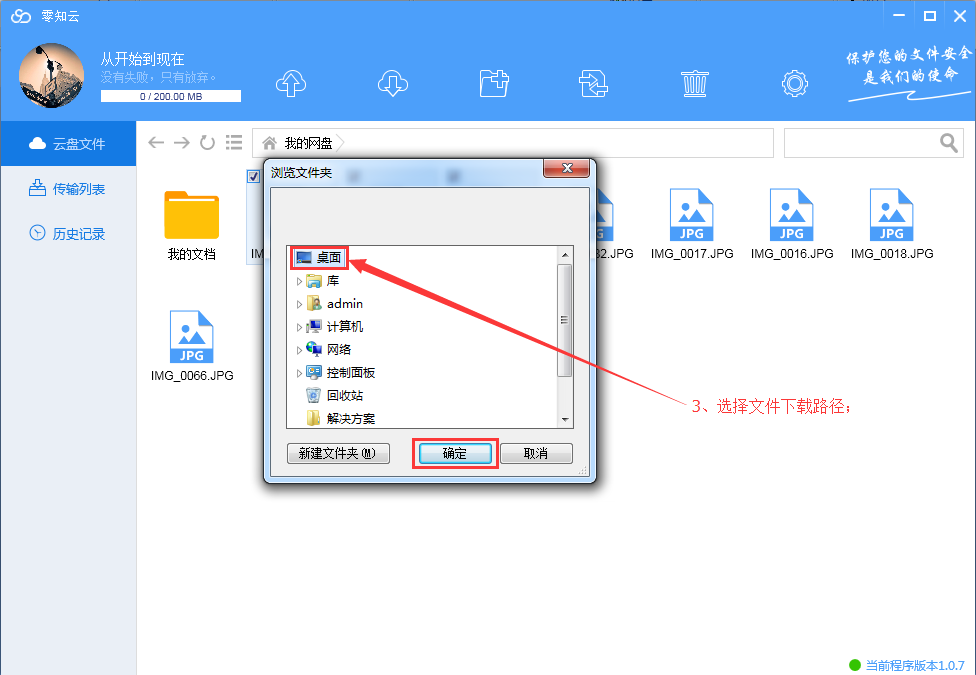 零知云
从开始到现在
没有失败，只有放弃。
0 / 200.00 MB
保护您的文件安全
是我们的使命
云盘文件
传输列表
历史记录
我的网盘
浏览文件夹
我的文档
IM
32.JPG
JPG
IMG_0017.JPG
JPG
IMG_0016.JPG
JPG
IMG_0018.JPG
JPG
IMG_0066.JPG
桌面
库
admin
计算机
网络
控制面板
回收站
解决方案
新建文件夹(M)
确定
取消
3、选择文件下载路径；
当前程序版本1.0.7